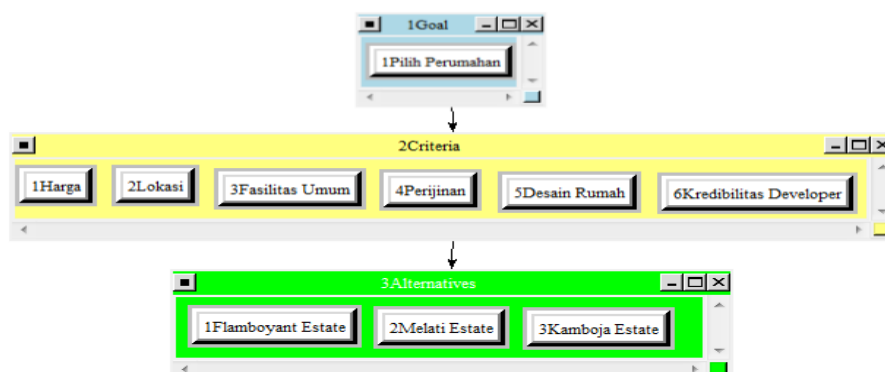 1Goal
1Pilih Perumahan
2Criteria
1Harga
2Lokasi
3Fasilitas Umum
4Perijinan
5Desain Rumah
6Kredibilitas Developer
3Alternatives
1Flamboyant Estate
2Melati Estate
3Kamboja Estate